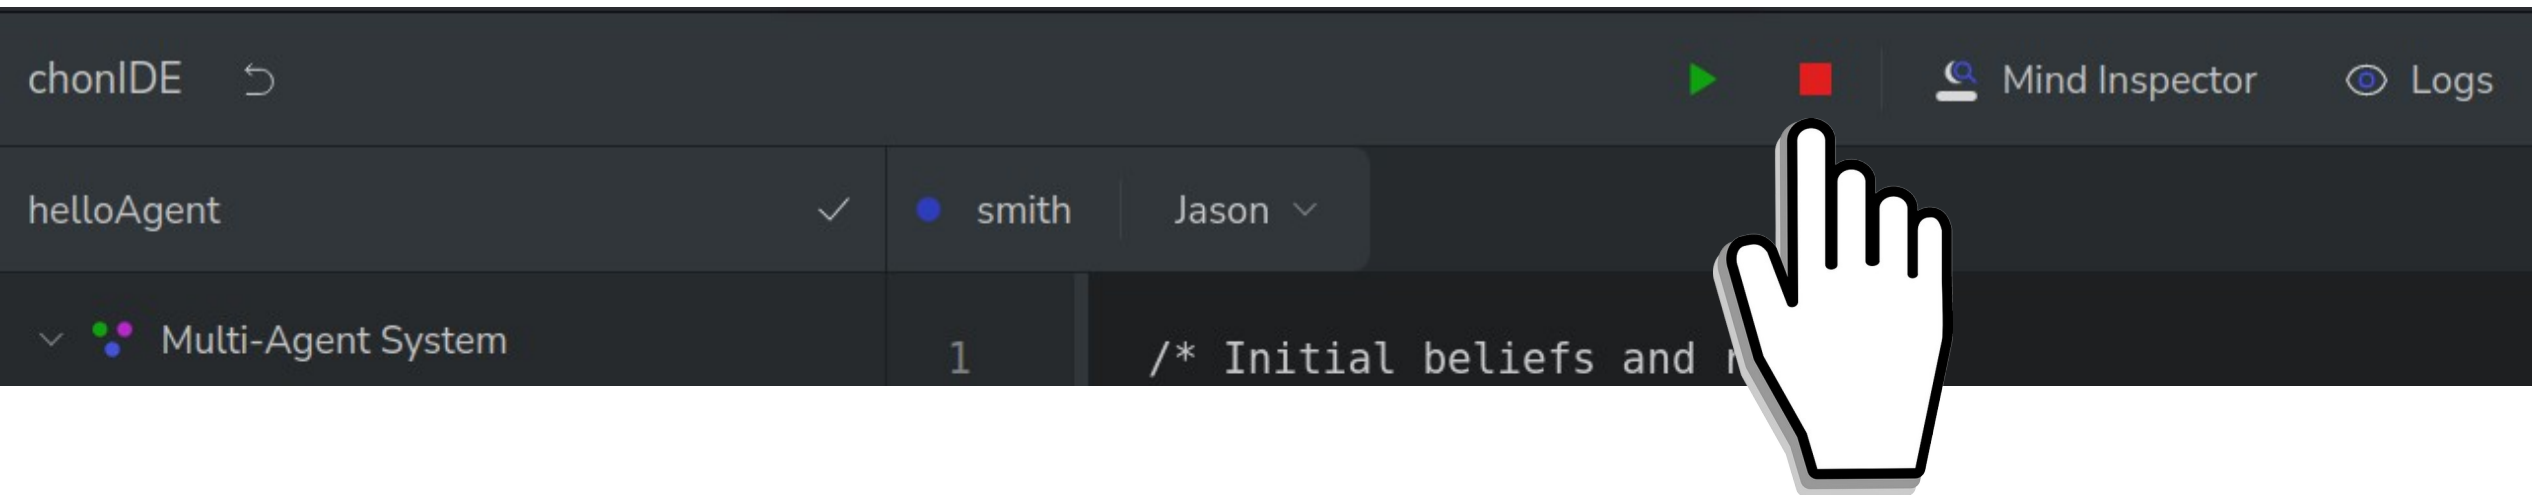 chonIDE Mind Inspector Logs
helloAgent smith Jason
Multi-Agent System
1 /* Initial beliefs and